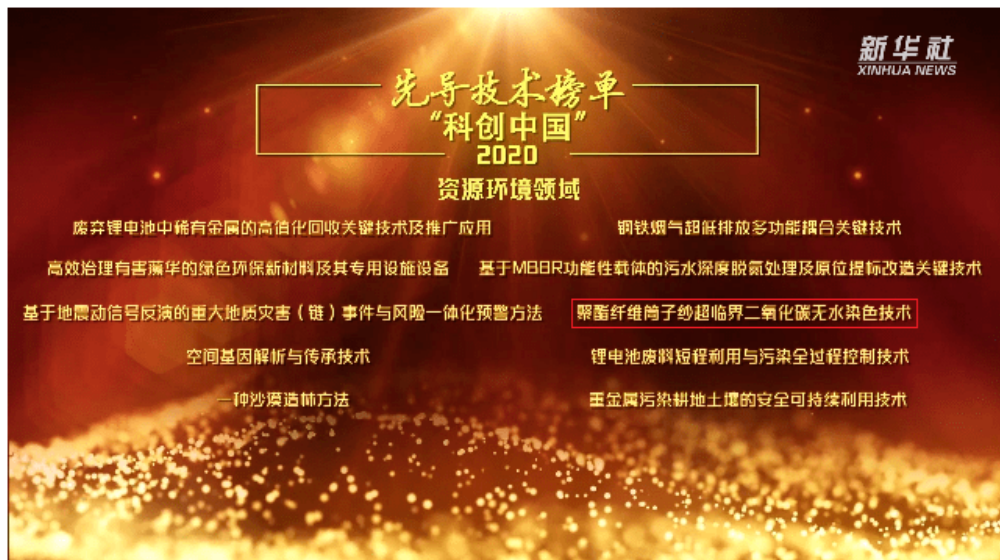 新华社
XINHUA NEWS
先导技术榜单
“科创中国”
2020
资源环境领域
废弃锂电池中稀有金属的高值化回收关键技术及推广应用
钢铁烟气超低排放多功能耦合关键技术
高效治理有害藻华的绿色环保新材料及其专用设施设备
基于MBBR功能性载体的污水深度脱氮处理及原位提标改造关键技术
基于地震动信号反演的重大地质灾害（链）事件与风险一体化预警方法
聚酯纤维筒子纱超临界二氧化碳无水染色技术
空间基因解析与传承技术
锂电池废料短程利用与污染全过程控制技术
一种沙漠造林方法
重金属污染耕地土壤的安全可持续利用技术